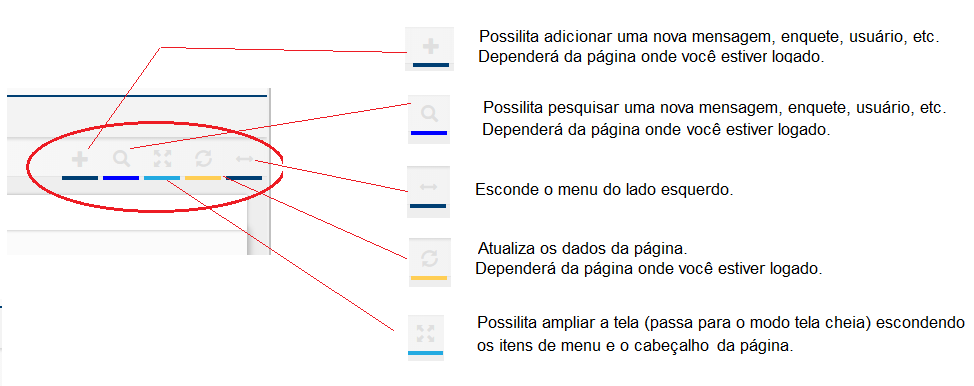 Possilita adicionar uma nova mensagem, enquete, usuário, etc.
Dependerá da página onde você estiver logado.
Possilita pesquisar uma nova mensagem, enquete, usuário, etc.
Dependerá da página onde você estiver logado.
Esconde o menu do lado esquerdo.
Atualiza os dados da página.
Dependerá da página onde você estiver logado.
Possilita ampliar a tela (passa para o modo tela cheia) escondendo
os itens de menu e o cabeçalho da página.